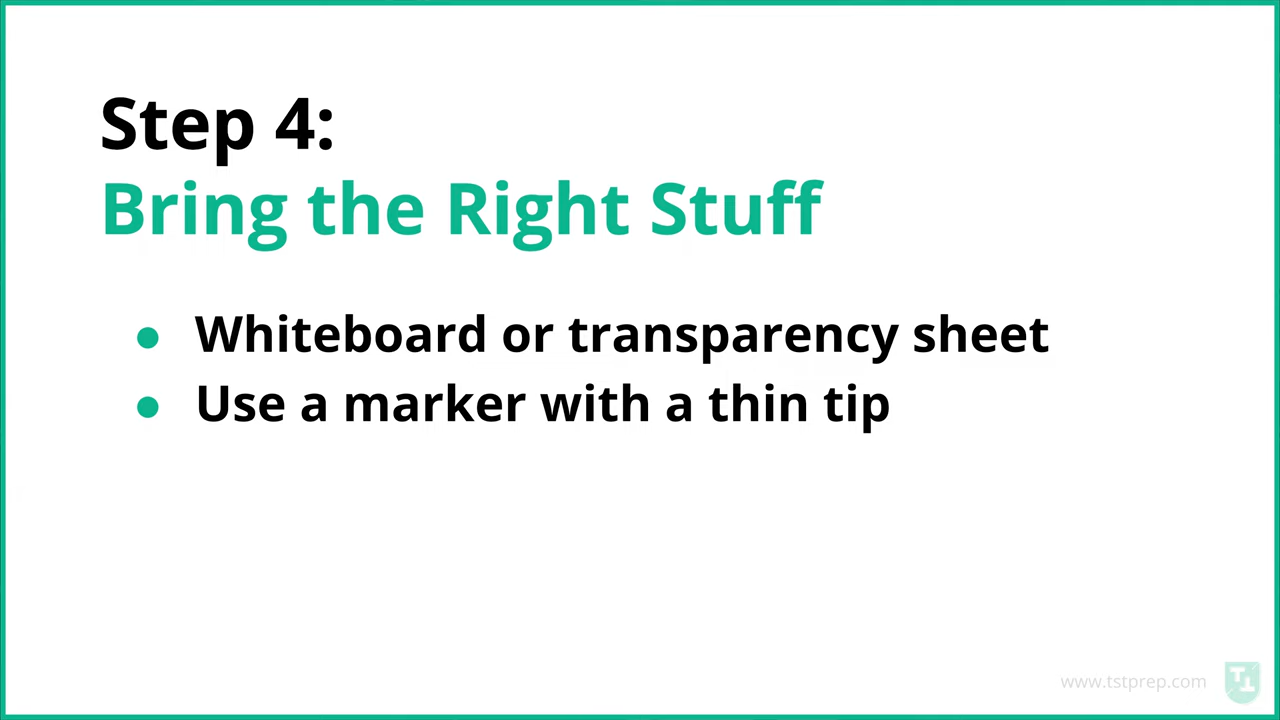 Step 4:
Bring the Right Stuff
● Whiteboard or transparency sheet
● Use a marker with a thin tip
www.tstprep.com